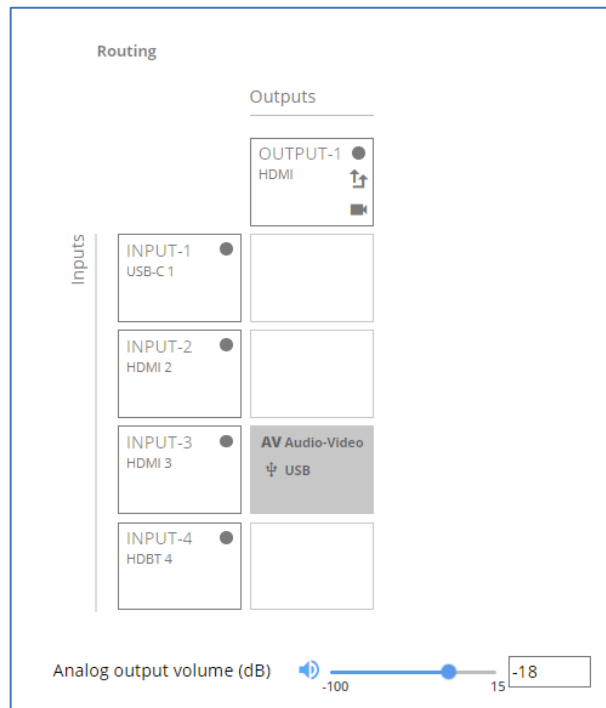 Routing
Outputs
OUTPUT-1
HDMI
Inputs
INPUT-1
USB-C 1
INPUT-2
HDMI 2
INPUT-3
HDMI 3
AV Audio-Video
USB
INPUT-4
HDBT 4
Analog output volume (dB)
-18
-100
15